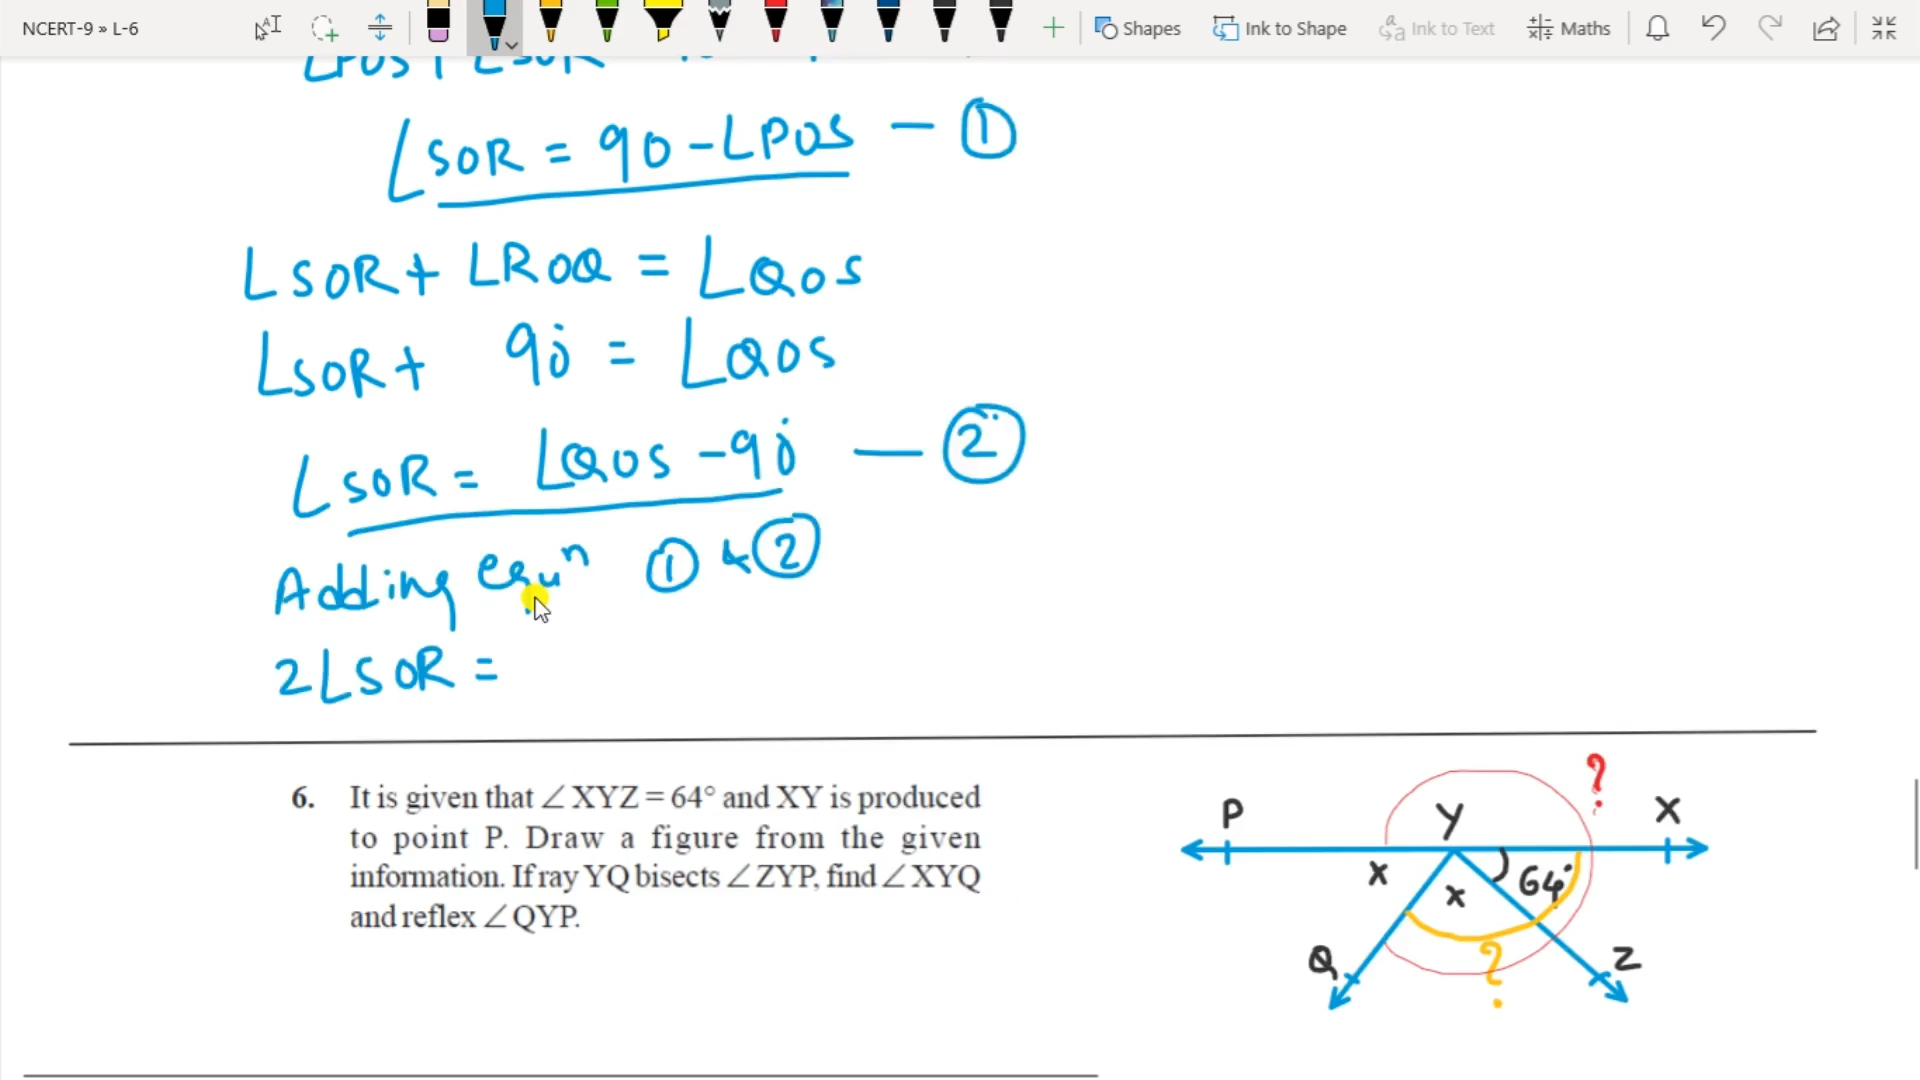 NCERT-9 » L-6
Shapes Ink to Shape Ink to Text Maths
∠SOR = 90 - ∠POS — ①
∠SOR + ∠ROQ = ∠QOS
∠SOR + 90° = ∠QOS
∠SOR = ∠QOS - 90° — ②
Adding equⁿ ① & ②
2∠SOR =
6. It is given that ∠XYZ = 64° and XY is produced
to point P. Draw a figure from the given
information. If ray YQ bisects ∠ZYP, find ∠XYQ
and reflex ∠QYP.
?
P Y X
x 64°
x
Q ? Z